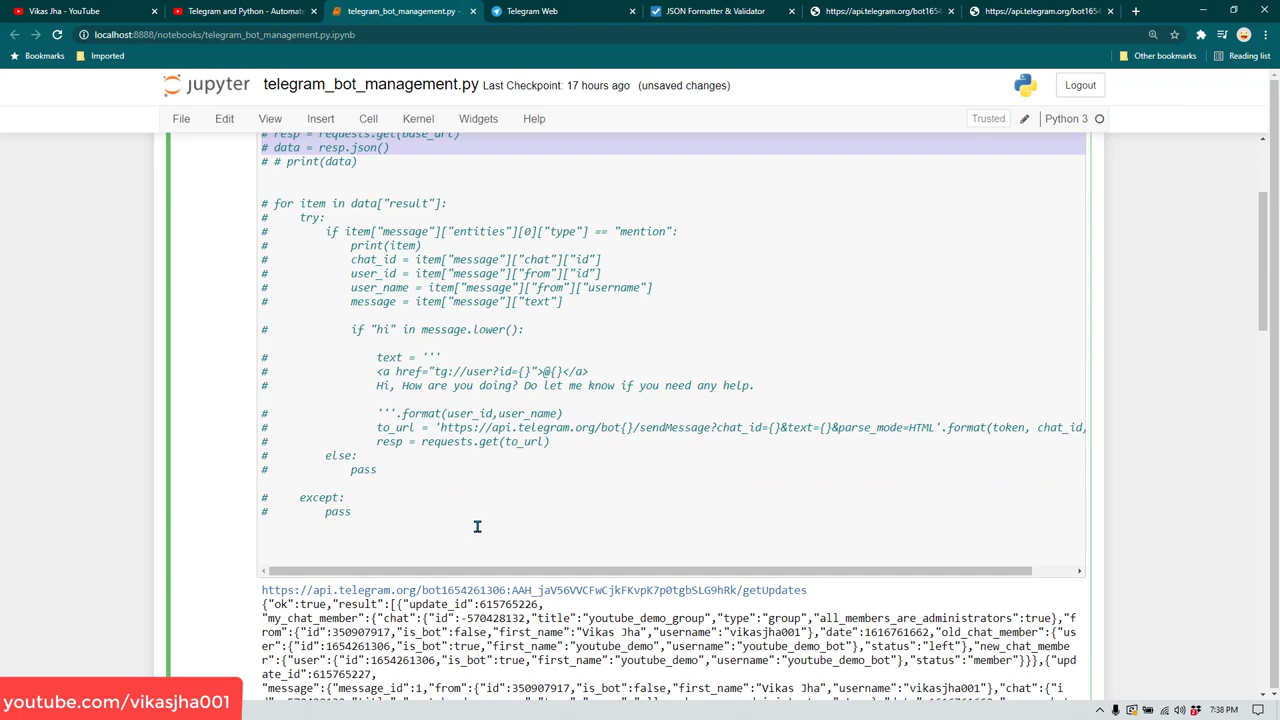 Vikas Jha - YouTube
Telegram and Python - Automate
telegram_bot_management.py -
Telegram Web
JSON Formatter & Validator
https://api.telegram.org/bot1654
https://api.telegram.org/bot1654
localhost:8888/notebooks/telegram_bot_management.py.ipynb
Bookmarks
Imported
Other bookmarks
Reading list
jupyter
telegram_bot_management.py Last Checkpoint: 17 hours ago (unsaved changes)
Logout
File Edit View Insert Cell Kernel Widgets Help
Trusted
Python 3
# resp = requests.get(base_url)
# data = resp.json()
# # print(data)
# for item in data["result"]:
#     try:
#         if item["message"]["entities"][0]["type"] == "mention":
#             print(item)
#             chat_id = item["message"]["chat"]["id"]
#             user_id = item["message"]["from"]["id"]
#             user_name = item["message"]["from"]["username"]
#             message = item["message"]["text"]
#             if "hi" in message.lower():
#                 text = '''
#                 <a href="tg://user?id={}">@{}</a>
#                 Hi, How are you doing? Do let me know if you need any help.
#                 '''.format(user_id,user_name)
#                 to_url = 'https://api.telegram.org/bot{}/sendMessage?chat_id={}&text={}&parse_mode=HTML'.format(token, chat_id,
#                 resp = requests.get(to_url)
#         else:
#             pass
#     except:
#         pass
https://api.telegram.org/bot1654261306:AAH_jaV56VVCFwCjkFKvpK7p0tgbSLG9hRk/getUpdates
{"ok":true,"result":[{"update_id":615765226,
"my_chat_member":{"chat":{"id":-570428132,"title":"youtube_demo_group","type":"group","all_members_are_administrators":true},"f
rom":{"id":350907917,"is_bot":false,"first_name":"Vikas Jha","username":"vikasjha001"},"date":1616761662,"old_chat_member":{"us
er":{"id":1654261306,"is_bot":true,"first_name":"youtube_demo","username":"youtube_demo_bot"},"status":"left"},"new_chat_mem
ber":{"user":{"id":1654261306,"is_bot":true,"first_name":"youtube_demo","username":"youtube_demo_bot"},"status":"member"}}},{"upd
ate_id":615765227,
"message":{"message_id":1,"from":{"id":350907917,"is_bot":false,"first_name":"Vikas Jha","username":"vikasjha001"},"chat":{"i
youtube.com/vikasjha001
7:38 PM